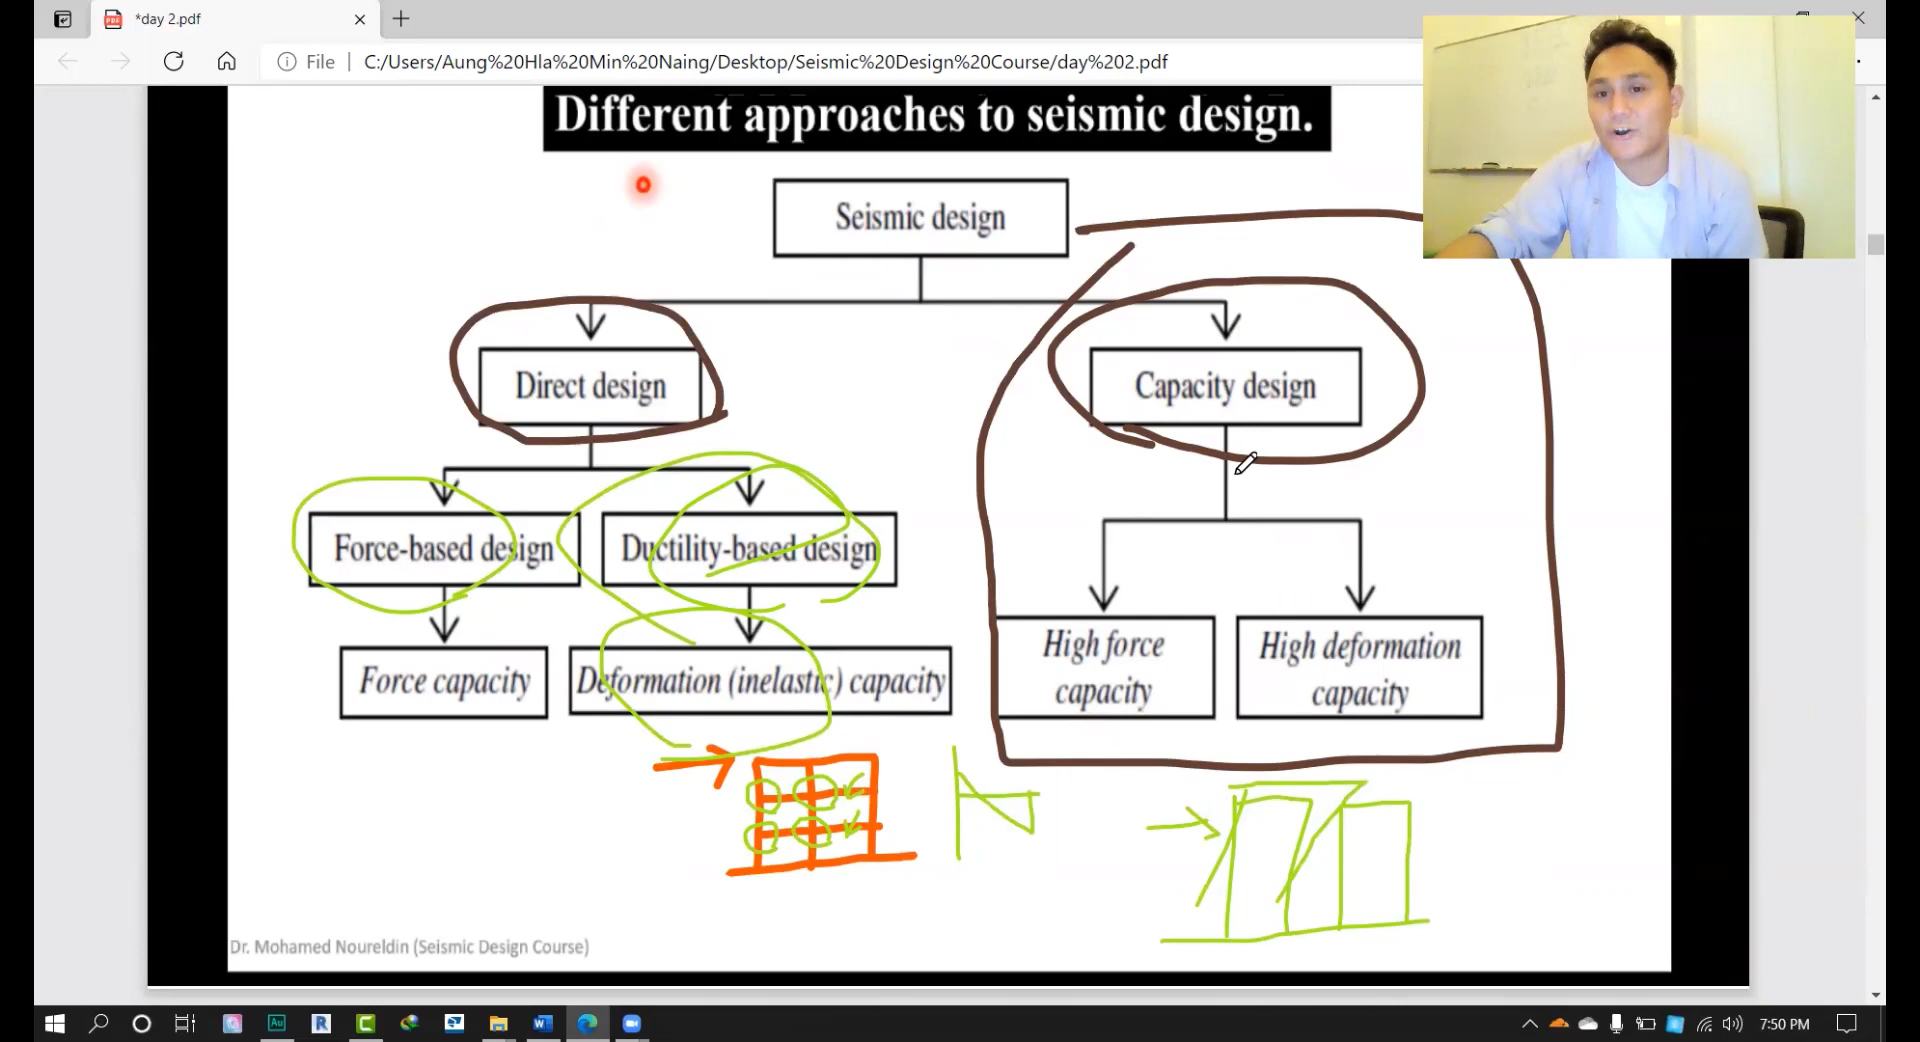 *day 2.pdf
File
C:/Users/Aung%20Hla%20Min%20Naing/Desktop/Seismic%20Design%20Course/day%202.pdf
Different approaches to seismic design.
Seismic design
Direct design
Capacity design
Force-based design
Ductility-based design
Force capacity
Deformation (inelastic) capacity
High force
capacity
High deformation
capacity
Dr. Mohamed Noureldin (Seismic Design Course)
7:50 PM